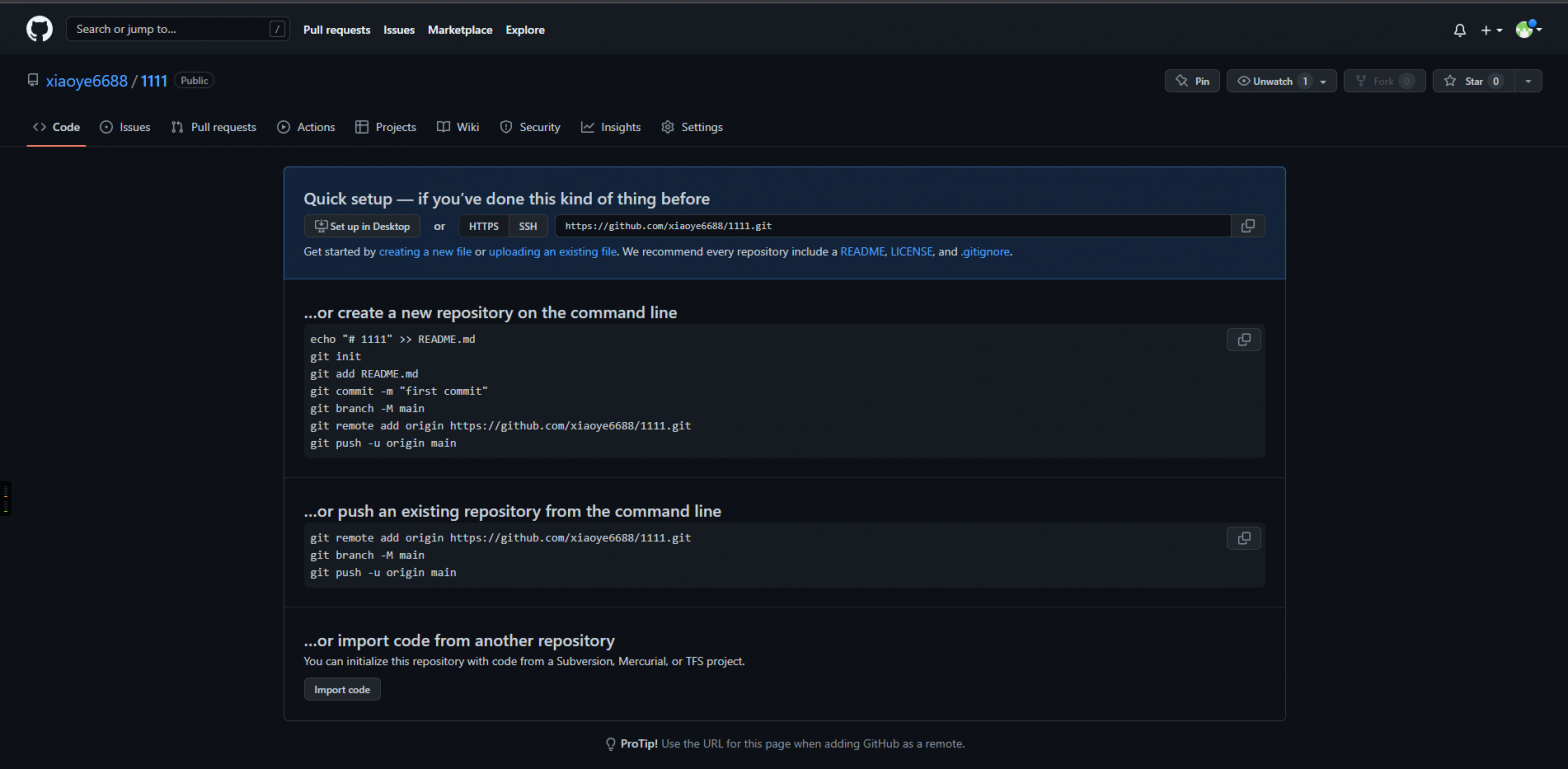 Search or jump to... /
Pull requests Issues Marketplace Explore
xiaoye6688 / 1111 Public
Pin Unwatch 1 Fork 0 Star 0
Code Issues Pull requests Actions Projects Wiki Security Insights Settings
Quick setup — if you’ve done this kind of thing before
Set up in Desktop or HTTPS SSH https://github.com/xiaoye6688/1111.git
Get started by creating a new file or uploading an existing file. We recommend every repository include a README, LICENSE, and .gitignore.
…or create a new repository on the command line
echo "# 1111" >> README.md
git init
git add README.md
git commit -m "first commit"
git branch -M main
git remote add origin https://github.com/xiaoye6688/1111.git
git push -u origin main
…or push an existing repository from the command line
git remote add origin https://github.com/xiaoye6688/1111.git
git branch -M main
git push -u origin main
…or import code from another repository
You can initialize this repository with code from a Subversion, Mercurial, or TFS project.
Import code
ProTip! Use the URL for this page when adding GitHub as a remote.